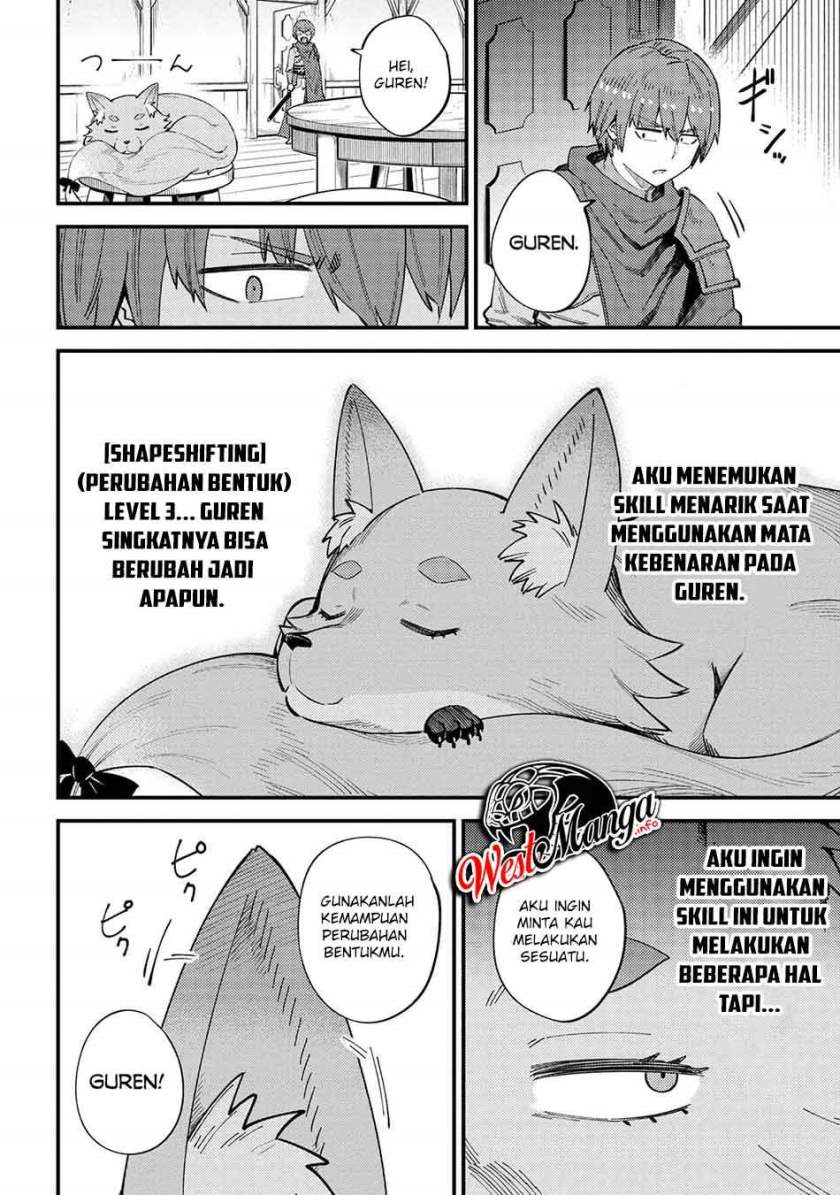 ギシ…
GUREN.
HEI,
GUREN!
つーーん
AKU MENEMUKAN
SKILL MENARIK SAAT
MENGGUNAKAN MATA
KEBENARAN PADA
GUREN.
[SHAPESHIFTING]
(PERUBAHAN BENTUK)
LEVEL 3... GUREN
SINGKATNYA BISA
BERUBAH JADI
APAPUN.
WestManga
.info
AKU INGIN
MENGGUNAKAN
SKILL INI UNTUK
MELAKUKAN
BEBERAPA HAL
TAPI...
AKU INGIN
MINTA KAU
MELAKUKAN
SESUATU.
GUNAKANLAH
KEMAMPUAN
PERUBAHAN
BENTUKMU.
ピク
ピク
GUREN!